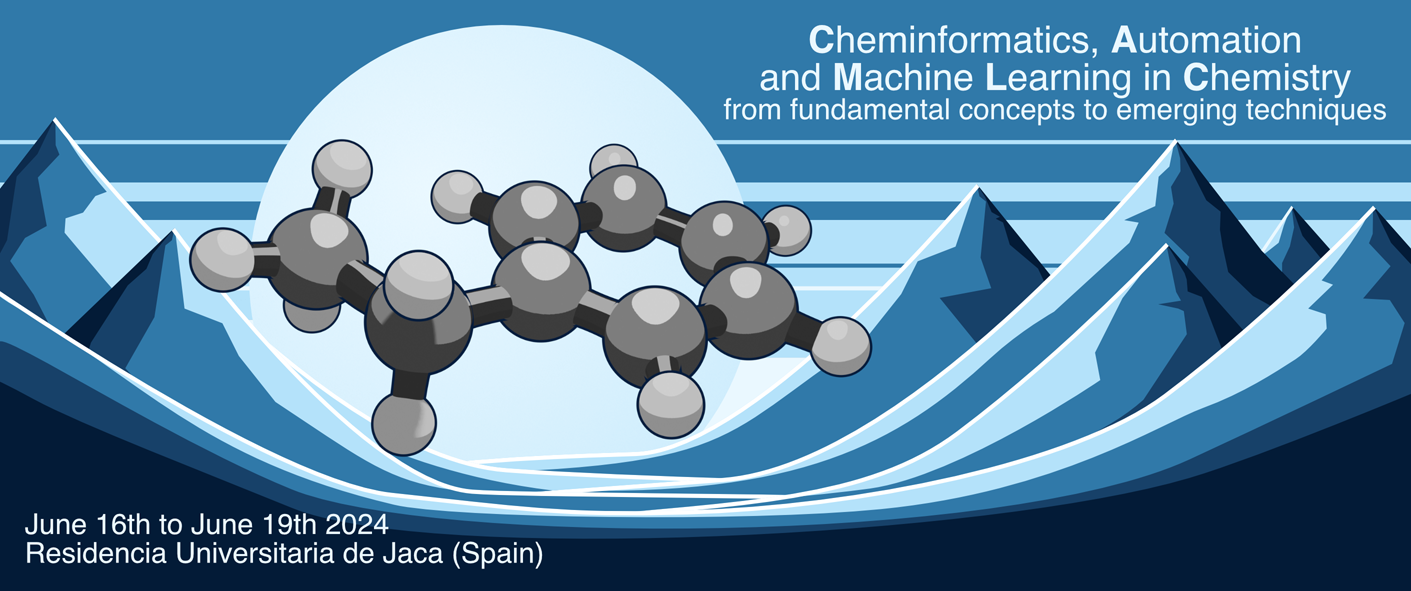 Cheminformatics, Automation
and Machine Learning in Chemistry
from fundamental concepts to emerging techniques
June 16th to June 19th 2024
Residencia Universitaria de Jaca (Spain)